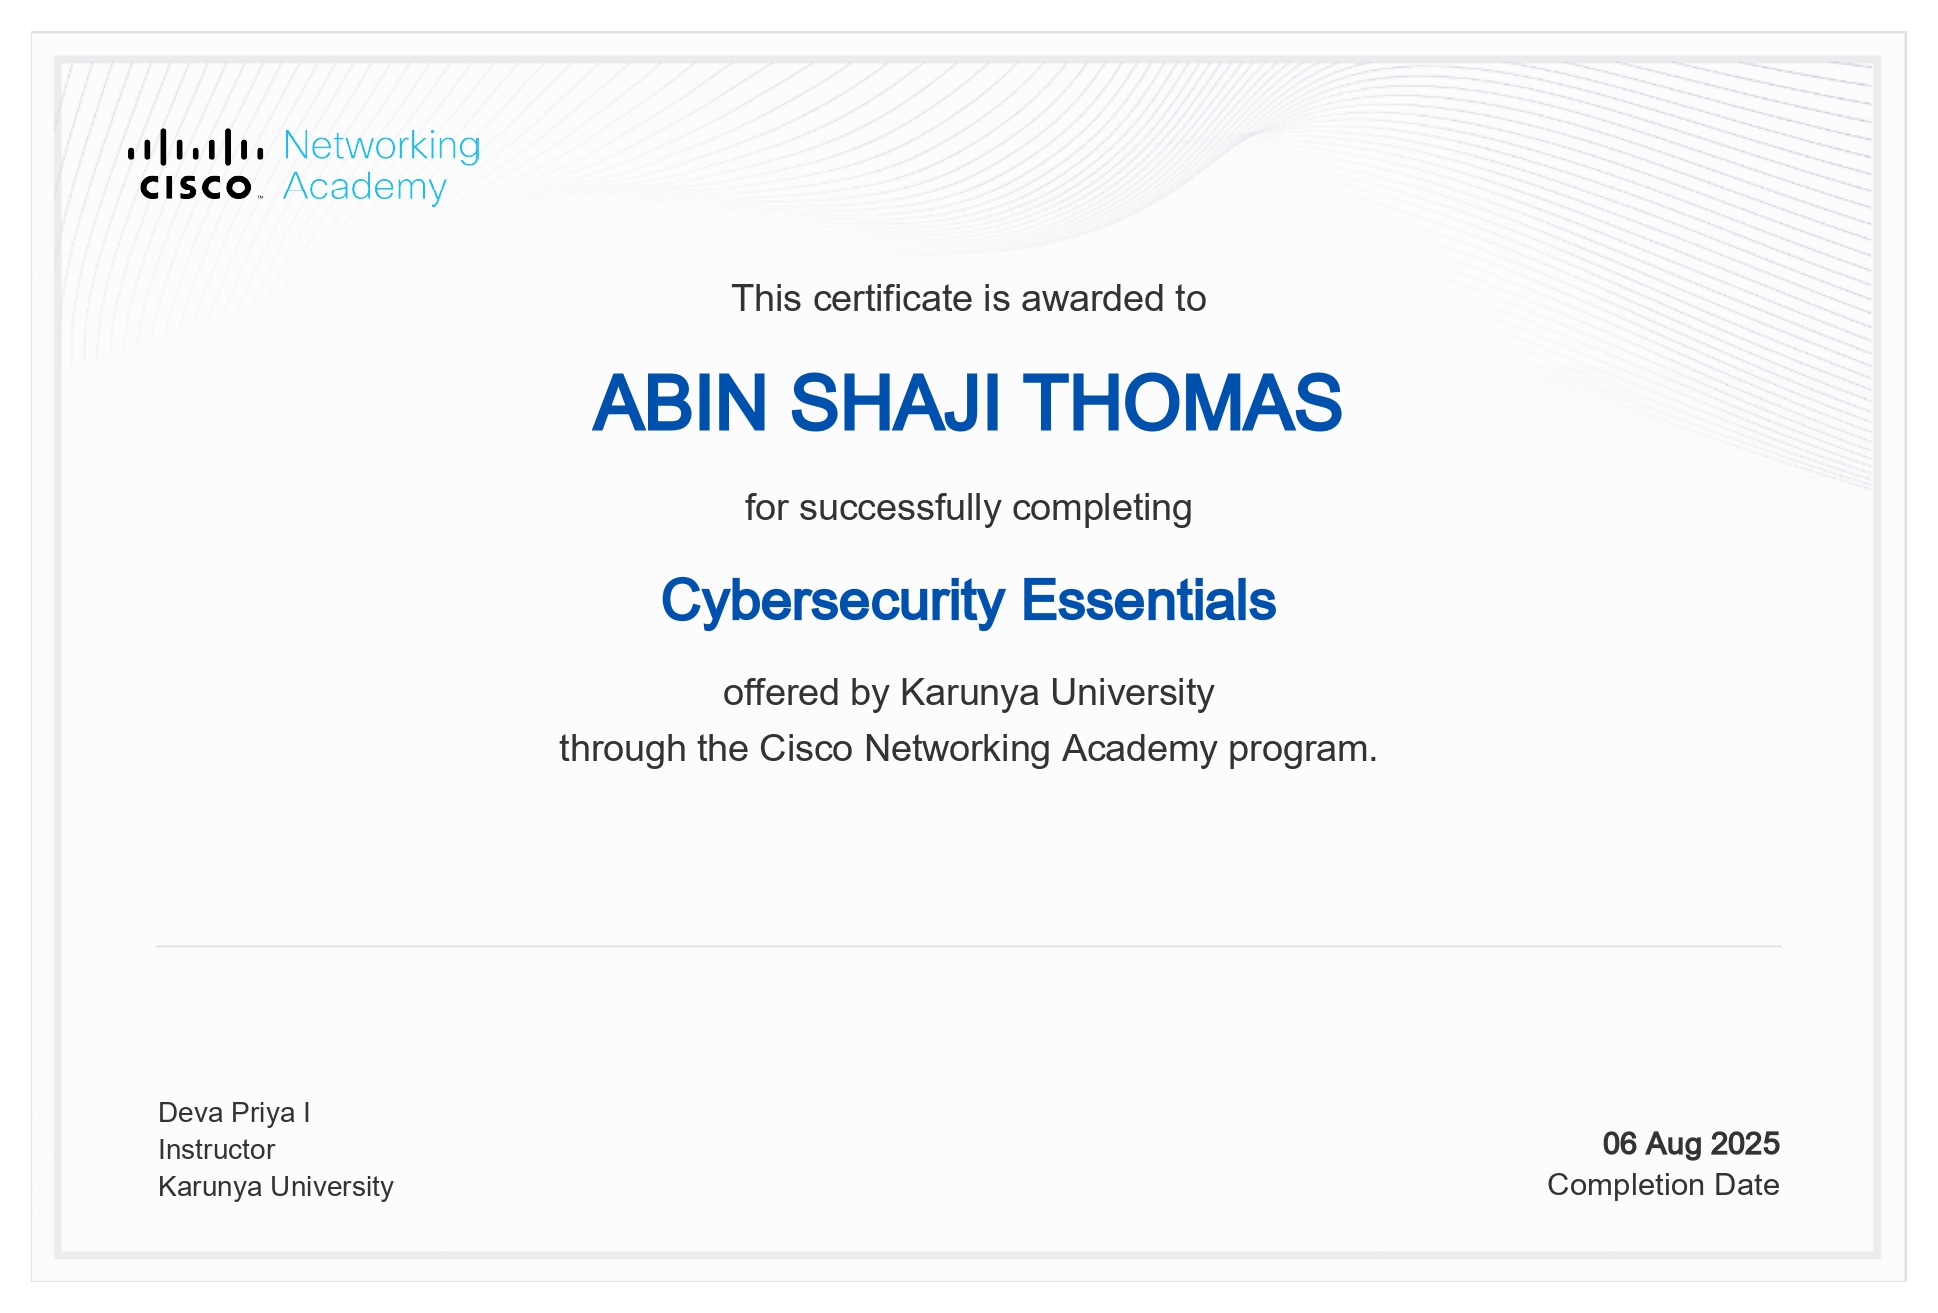 Networking
CISCO™ Academy
This certificate is awarded to
ABIN SHAJI THOMAS
for successfully completing
Cybersecurity Essentials
offered by Karunya University
through the Cisco Networking Academy program.
Deva Priya I
Instructor
Karunya University
06 Aug 2025
Completion Date